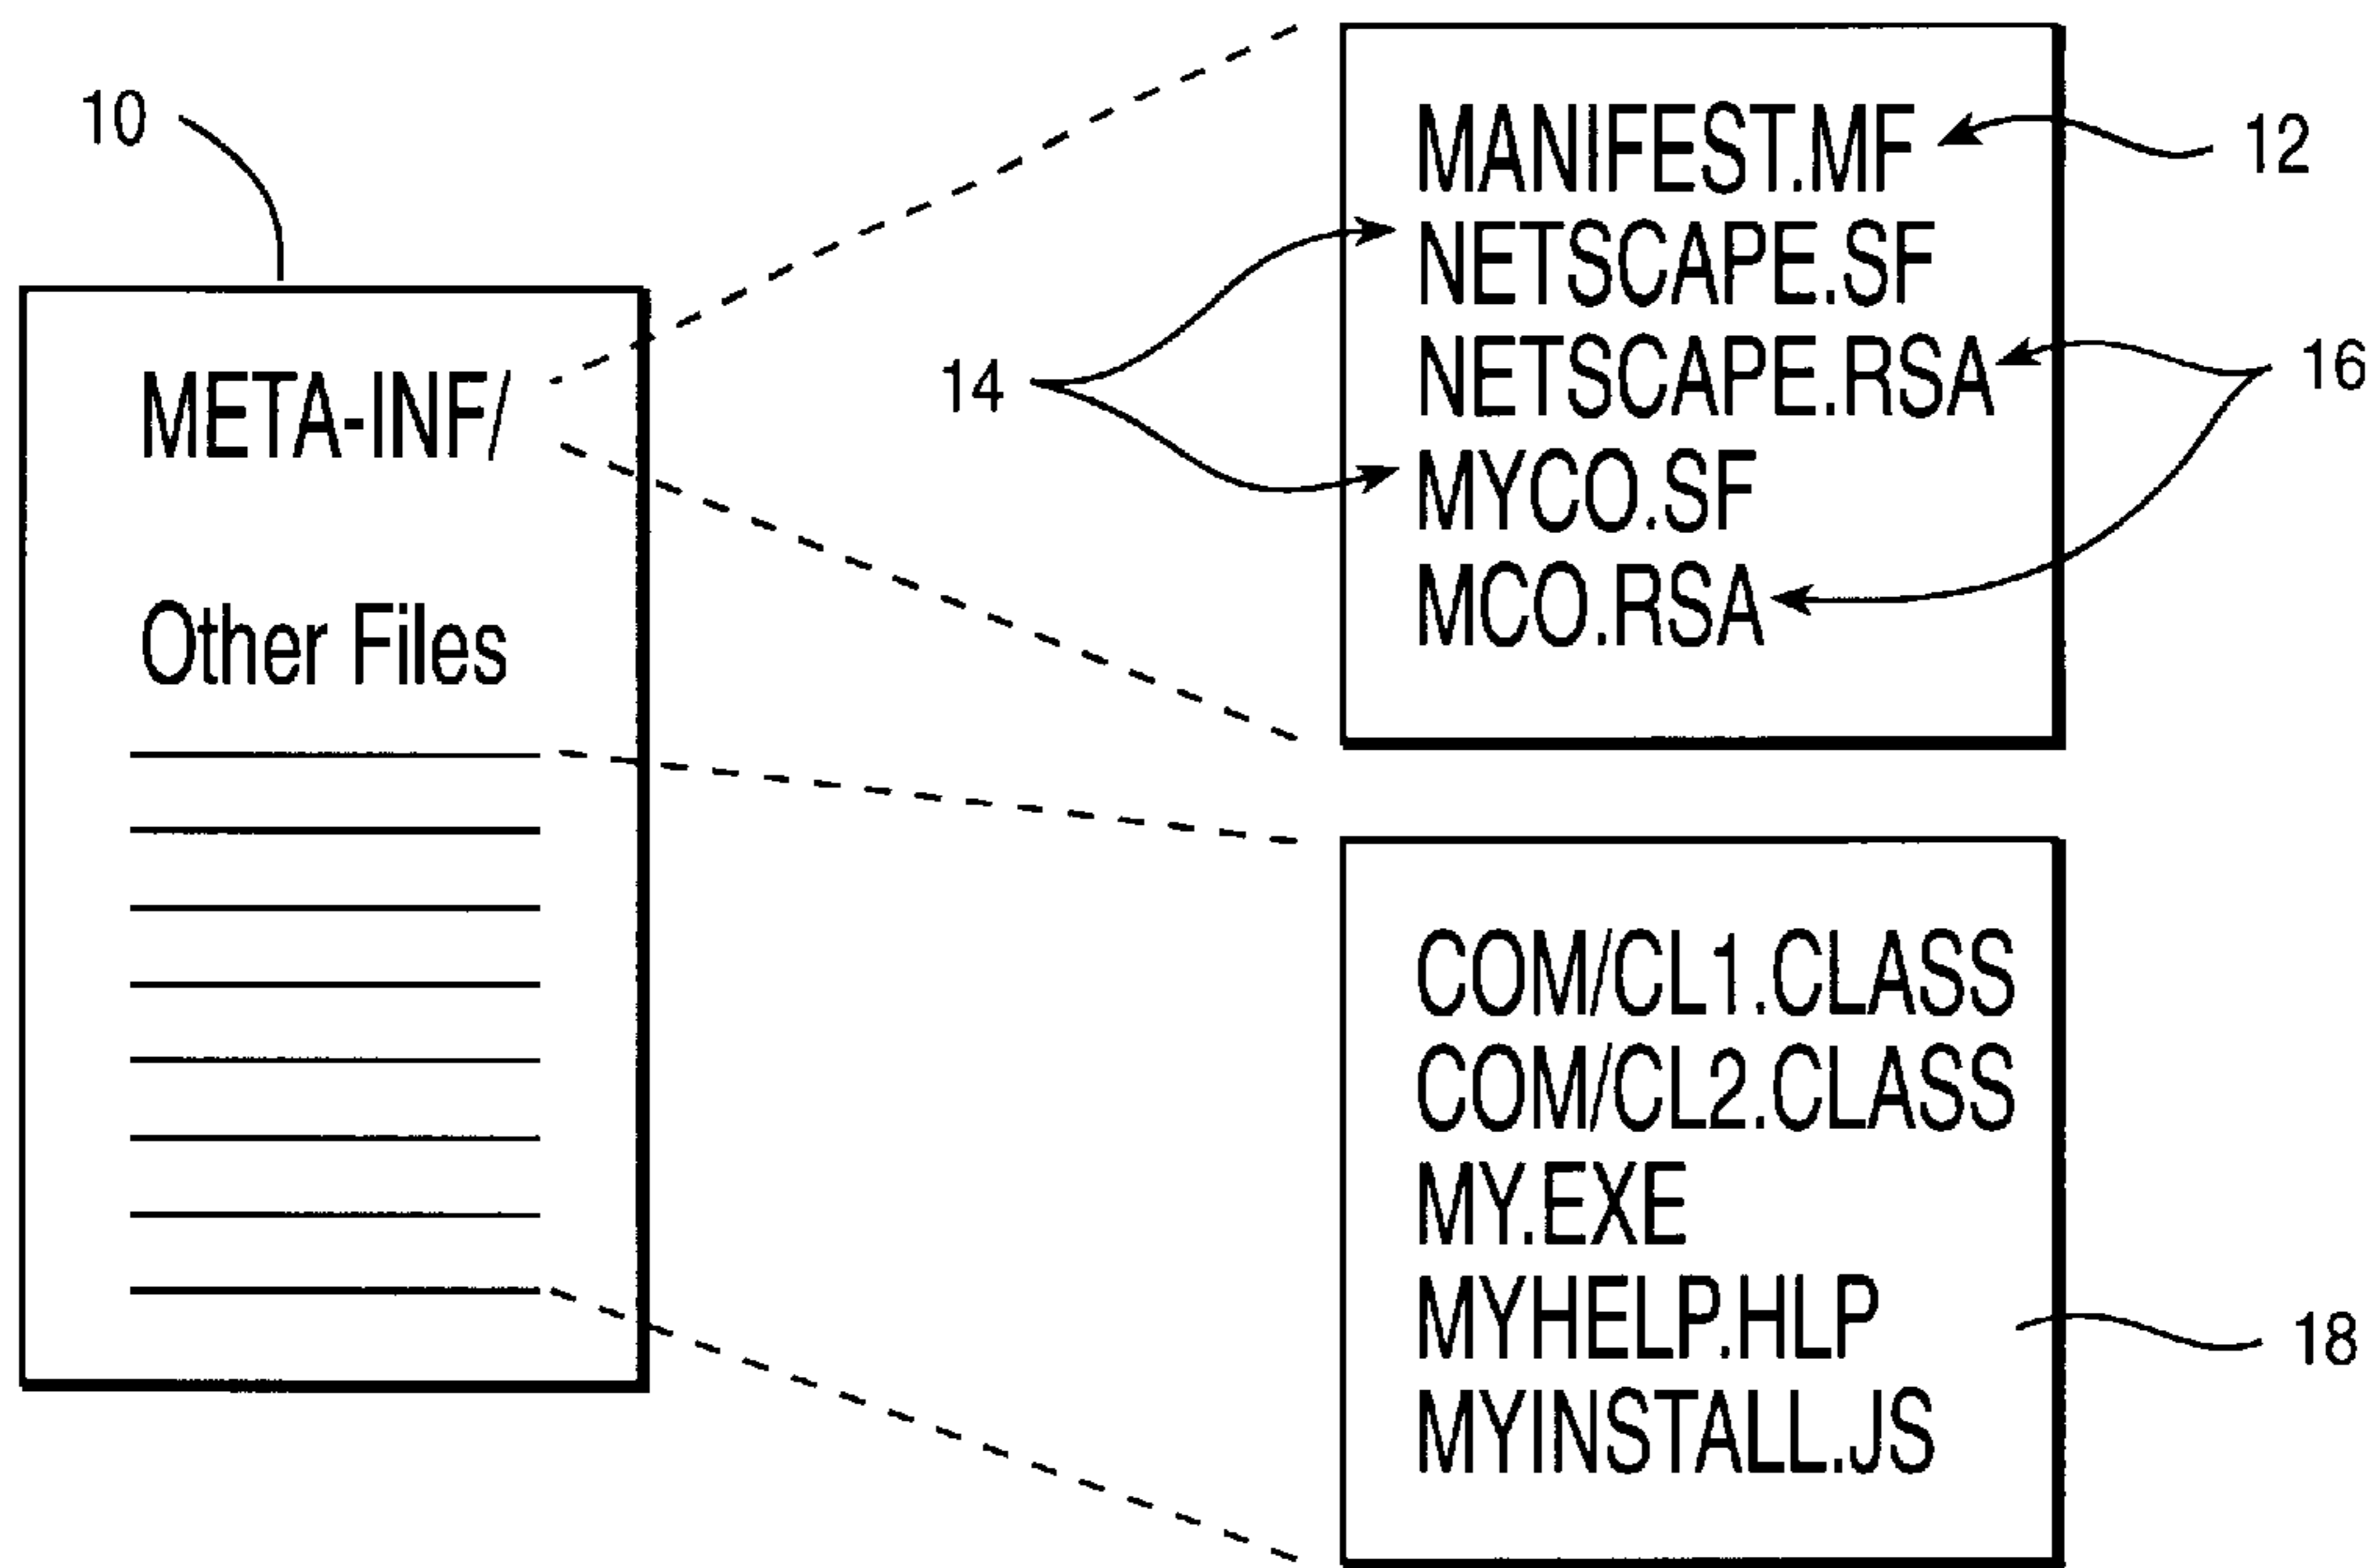 10
META-INF/
Other Files
MANIFEST.MF
12
NETSCAPE.SF
NETSCAPE.RSA
14
16
MYCO.SF
MCO.RSA
COM/CL1.CLASS
COM/CL2.CLASS
MY.EXE
MYHELP.HLP
18
MYINSTALL.JS